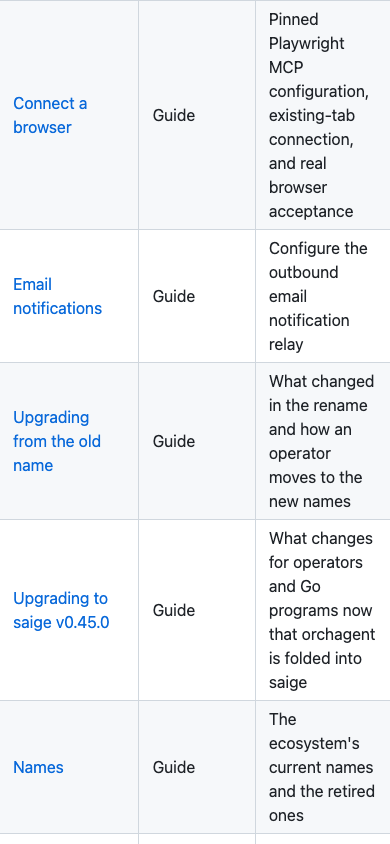 Connect a
browser
Guide
Pinned
Playwright
MCP
configuration,
existing-tab
connection,
and real
browser
acceptance
Email
notifications
Guide
Configure the
outbound
email
notification
relay
Upgrading
from the old
name
Guide
What changed
in the rename
and how an
operator
moves to the
new names
Upgrading to
saige v0.45.0
Guide
What changes
for operators
and Go
programs now
that orchagent
is folded into
saige
Names
Guide
The
ecosystem's
current names
and the retired
ones